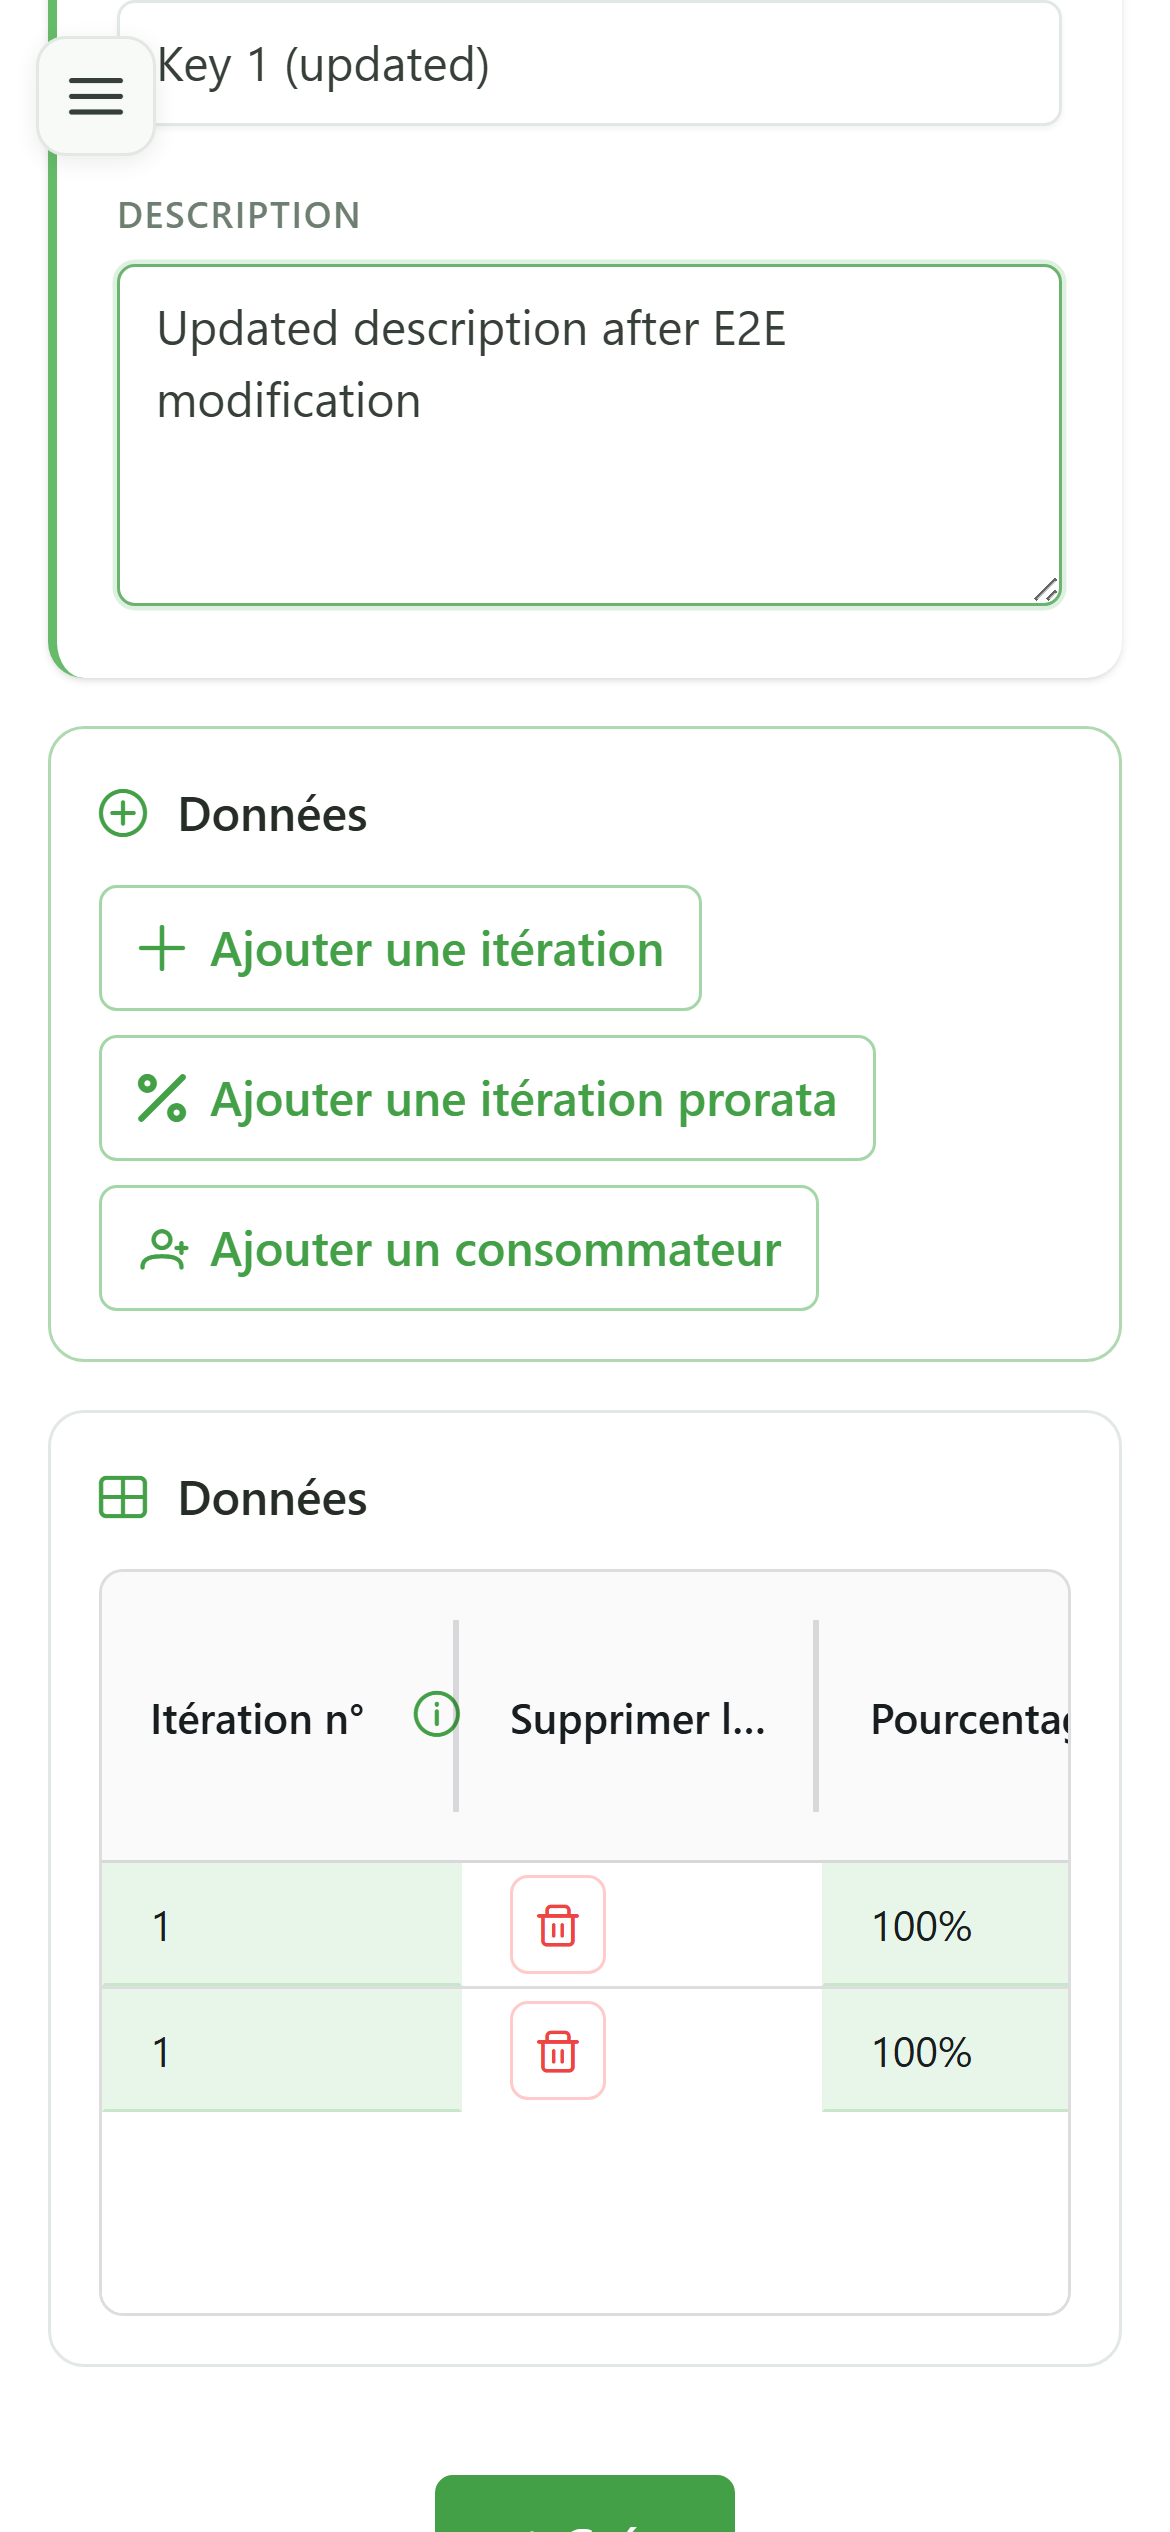 Key 1 (updated)
DESCRIPTION
Updated description after E2E
modification
Données
Ajouter une itération
Ajouter une itération prorata
Ajouter un consommateur
Données
Itération n° Supprimer l... Pourcentag
1 100%
1 100%